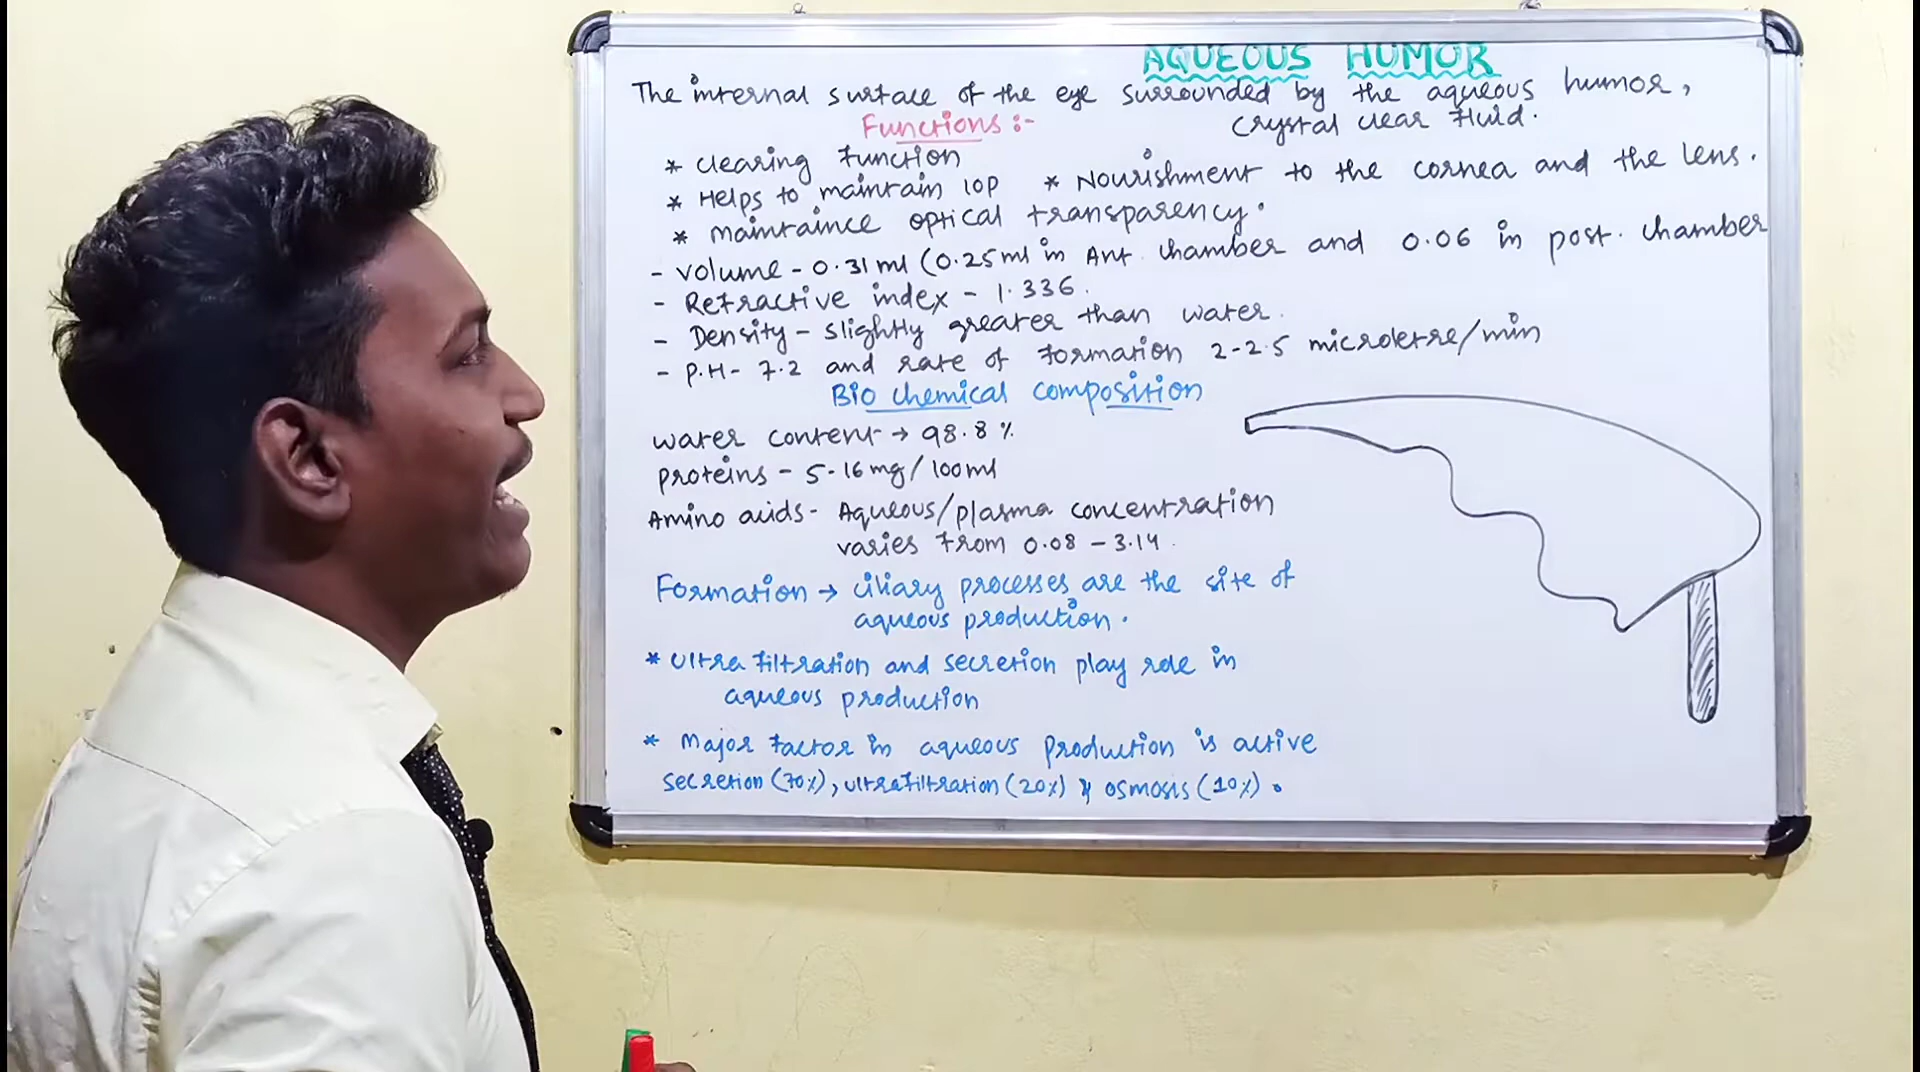 AQUEOUS HUMOR
The internal surface of the eye surrounded by the aqueous humor,
crystal clear fluid.
Functions :-
* clearing function
* Helps to maintain IOP * Nourishment to the cornea and the lens.
* maintaince optical transparency.
- volume - 0.31 ml (0.25 ml in Ant. chamber and 0.06 in post. chamber
- Refractive index - 1.336.
- Density - slightly greater than water.
- P.H - 7.2 and rate of formation 2-2.5 microletre/min
Bio chemical composition
water content → 98.8 %
proteins - 5-16 mg/100ml
Amino acids - Aqueous/plasma concentration
varies from 0.08 - 3.14.
Formation → ciliary processes are the site of
aqueous production.
* ultra filtration and secretion play role in
aqueous production
* Major factor in aqueous production is active
secretion (70%), ultrafiltration (20%) & osmosis (10%).